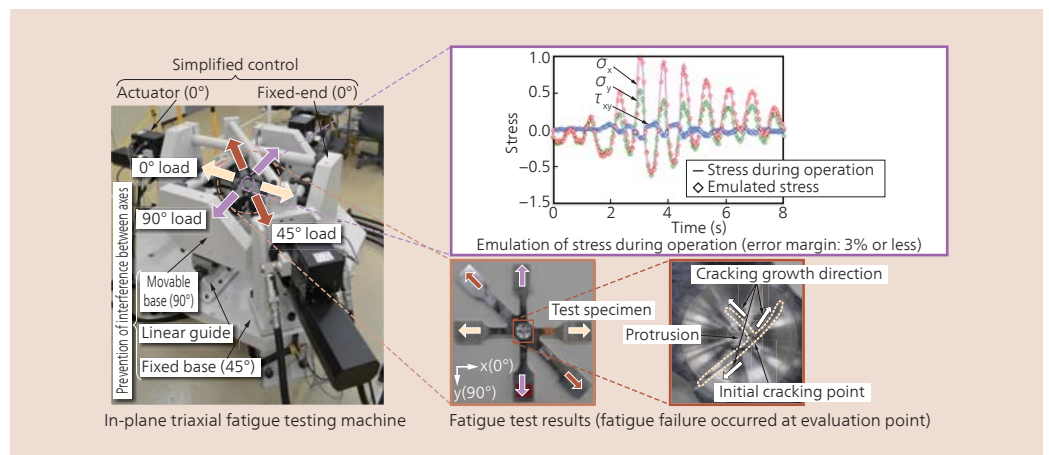 Simplified control
Actuator (0°)
Fixed-end (0°)
0° load
90° load
45° load
Prevention of interference between axes
Movable
base (90°)
Linear guide
Fixed base (45°)
In-plane triaxial fatigue testing machine
1.0
0.5
0.0
−0.5
−1.5
Stress
σx
σy
τxy
Stress during operation
Emulated stress
0
2
4
6
8
Time (s)
Emulation of stress during operation (error margin: 3% or less)
Test specimen
x(0°)
y(90°)
Cracking growth direction
Protrusion
Initial cracking point
Fatigue test results (fatigue failure occurred at evaluation point)